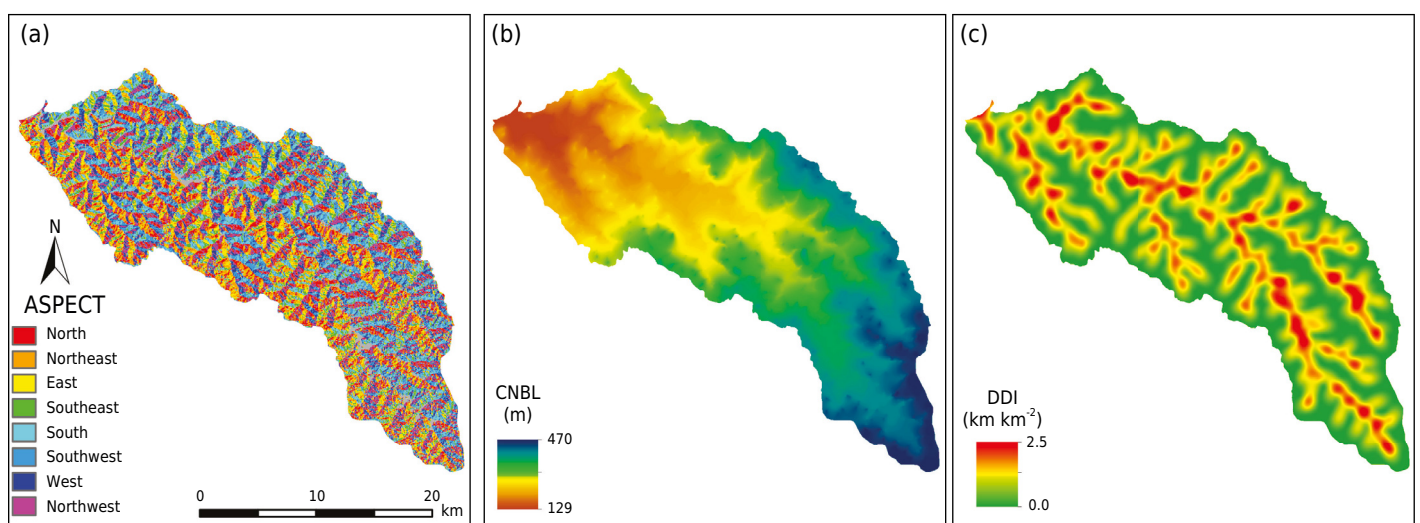 (a)
N
ASPECT
North
Northeast
East
Southeast
South
Southwest
West
Northwest
0 10 20
km
(b)
CNBL
(m)
470
129
(c)
DDI
(km km-2)
2.5
0.0